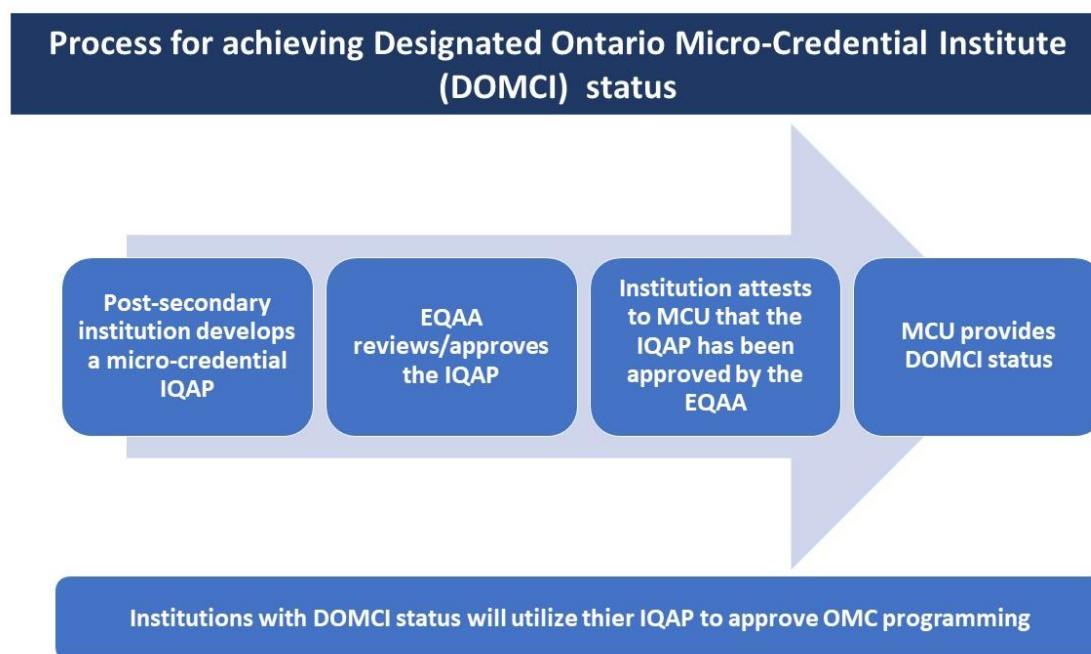 Process for achieving Designated Ontario Micro-Credential Institute
(DOMCI) status
Post-secondary
institution develops
a micro-credential
IQAP
EQAA
reviews/approves
the IQAP
Institution attests
to MCU that the
IQAP has been
approved by the
EQAA
MCU provides
DOMCI status
Institutions with DOMCI status will utilize thier IQAP to approve OMC programming